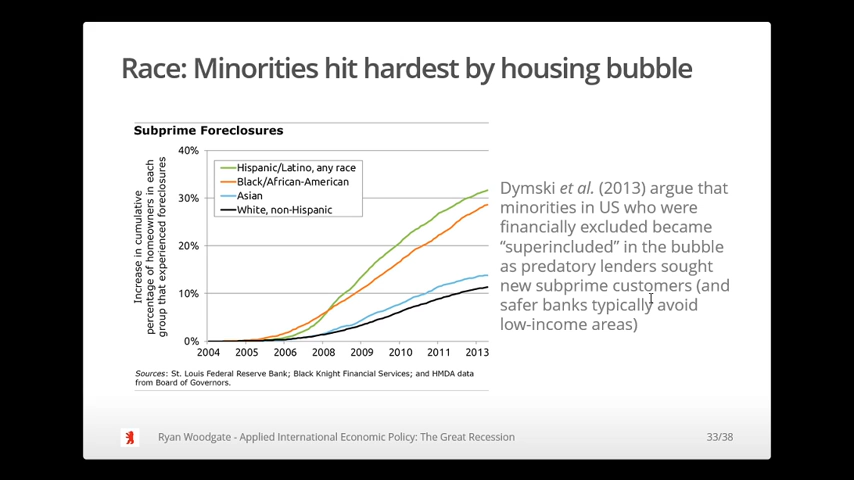 Race: Minorities hit hardest by housing bubble
Subprime Foreclosures
Increase in cumulative
percentage of homeowners in each
group that experienced foreclosures
40%
30%
20%
10%
0%
Hispanic/Latino, any race
Black/African-American
Asian
White, non-Hispanic
2004 2005 2006 2008 2009 2010 2011 2013
Sources: St. Louis Federal Reserve Bank; Black Knight Financial Services; and HMDA data
from Board of Governors.
Dymski et al. (2013) argue that
minorities in US who were
financially excluded became
“superincluded” in the bubble
as predatory lenders sought
new subprime customers (and
safer banks typically avoid
low-income areas)
Ryan Woodgate - Applied International Economic Policy: The Great Recession
33/38